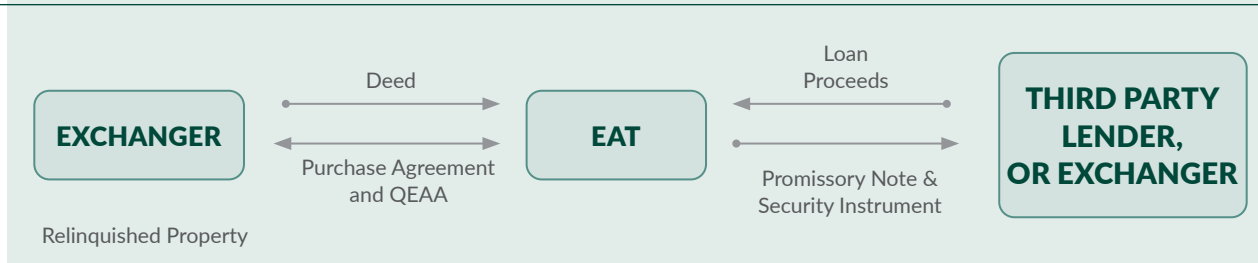 EXCHANGER
Deed
Purchase Agreement
and QEAA
EAT
Loan
Proceeds
Promissory Note &
Security Instrument
THIRD PARTY
LENDER,
OR EXCHANGER
Relinquished Property